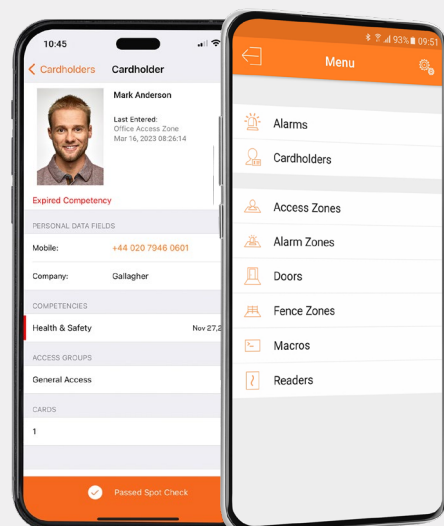 10:45
Cardholders Cardholder
Mark Anderson
Last Entered:
Office Access Zone
Mar 16, 2023 08:26:14
Expired Competency
PERSONAL DATA FIELDS
Mobile: +44 020 7946 0601
Company: Gallagher
COMPETENCIES
Health & Safety Nov 27,2
ACCESS GROUPS
General Access
CARDS
1
Passed Spot Check
93% 09:51
Menu
Alarms
Cardholders
Access Zones
Alarm Zones
Doors
Fence Zones
Macros
Readers